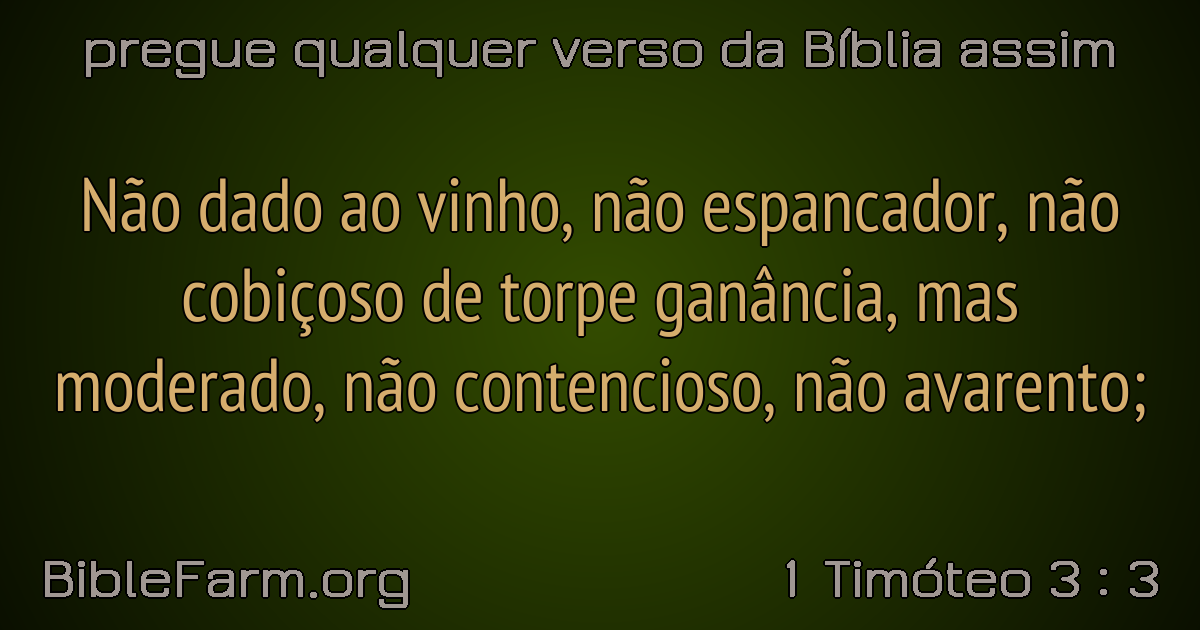 pregue qualquer verso da Bíblia assim
Não dado ao vinho, não espancador, não
cobiçoso de torpe ganância, mas
moderado, não contencioso, não avarento;
BibleFarm.org
1 Timóteo 3 : 3